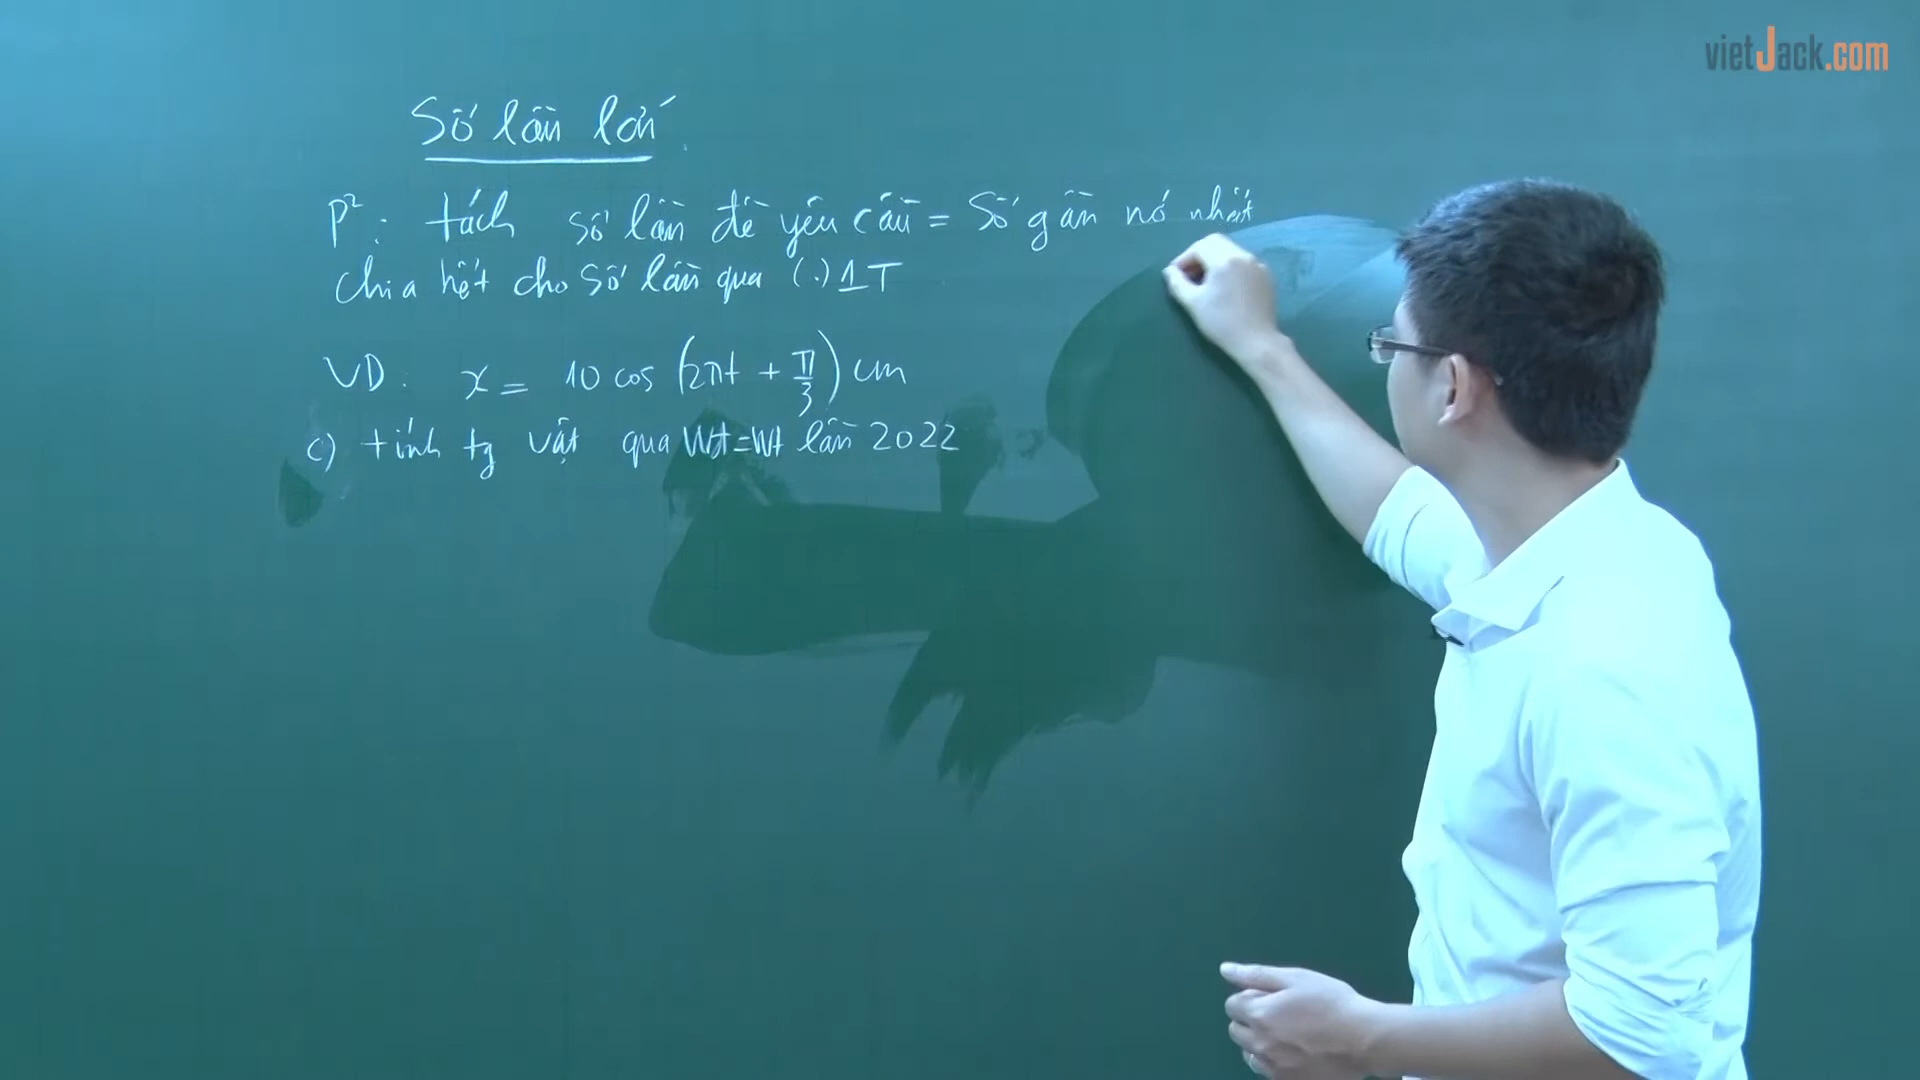 vietJack.com
Số lần lớn
P²: tách số lần đề yêu cầu = Số gần nó nhất
chia hết cho số lần qua (.) 1T
VD: x = 10 cos (2πt + π/3) cm
c) tính tg vật qua Wđ=Wt lần 2022